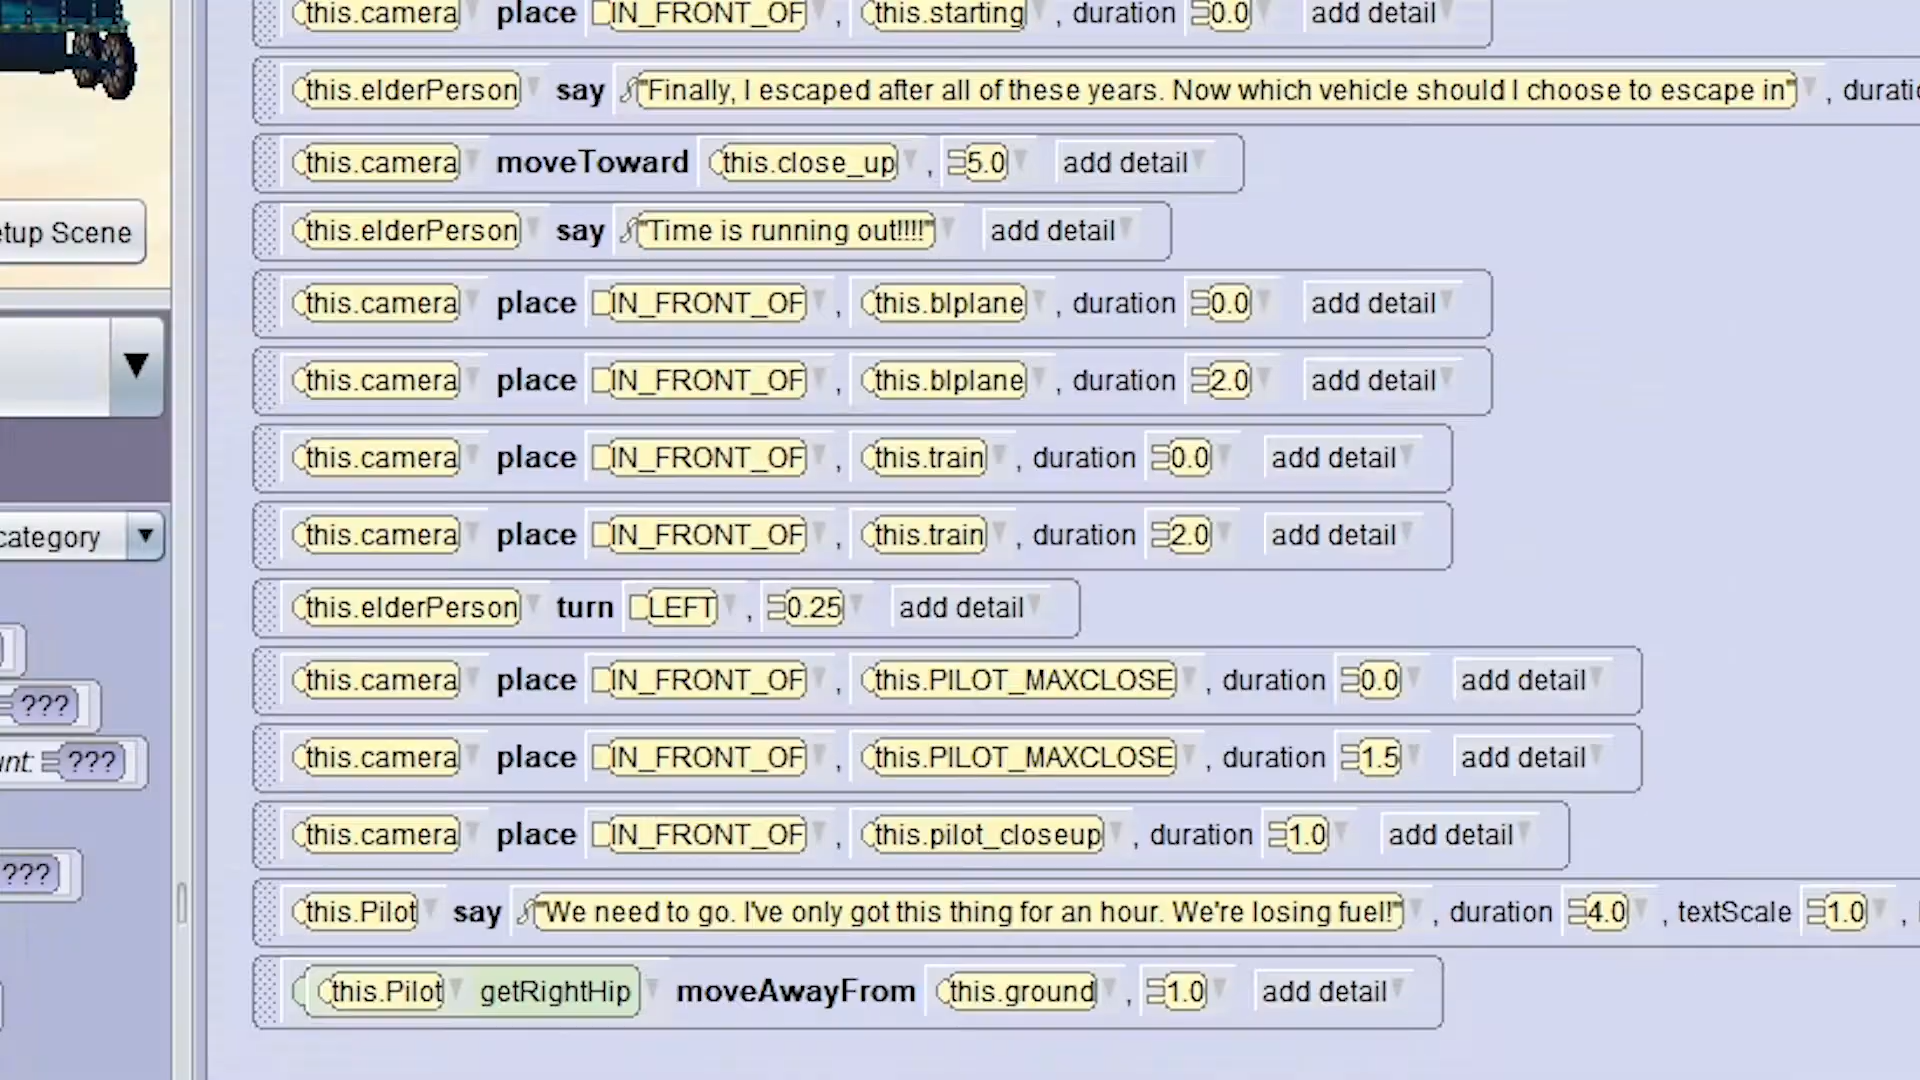 this.camera place IN_FRONT_OF , this.starting , duration 0.0 add detail
this.elderPerson say "Finally, I escaped after all of these years. Now which vehicle should I choose to escape in" ,
this.camera moveToward this.close_up , 5.0 add detail
Scene
this.elderPerson say "Time is running out!!!!" add detail
this.camera place IN_FRONT_OF , this.blplane , duration 0.0 add detail
this.camera place IN_FRONT_OF , this.blplane , duration 2.0 add detail
this.camera place IN_FRONT_OF , this.train , duration 0.0 add detail
category
this.camera place IN_FRONT_OF , this.train , duration 2.0 add detail
this.elderPerson turn LEFT , 0.25 add detail
this.camera place IN_FRONT_OF , this.PILOT_MAXCLOSE , duration 0.0 add detail
???
this.camera place IN_FRONT_OF , this.PILOT_MAXCLOSE , duration 1.5 add detail
???
this.camera place IN_FRONT_OF , this.pilot_closeup , duration 1.0 add detail
???
this.Pilot say "We need to go. I've only got this thing for an hour. We're losing fuel!" , duration 4.0 , textScale 1.0 ,
this.Pilot getRightHip moveAwayFrom this.ground , 1.0 add detail